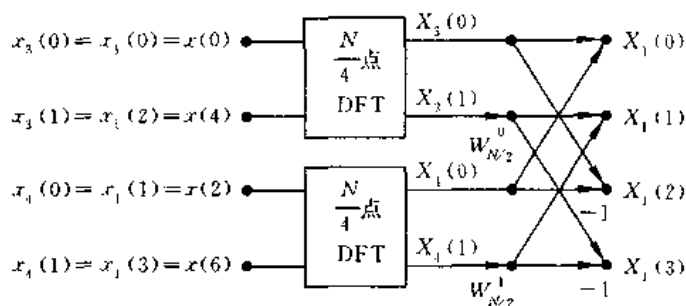 x₃(0)=x₁(0)=x(0)
N/4点
DFT
X₃(0)
X₁(0)
x₃(1)=x₁(2)=x(4)
X₃(1)
W⁰_{N/2}
X₁(1)
x₄(0)=x₁(1)=x(2)
N/4点
DFT
X₄(0)
-1
X₁(2)
x₄(1)=x₁(3)=x(6)
X₄(1)
W¹_{N/2}
-1
X₁(3)